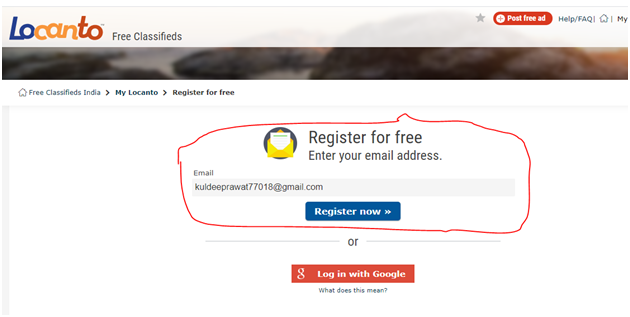 Locanto Free Classifieds
Post free ad Help/FAQ| | My
Free Classifieds India > My Locanto > Register for free
Register for free
Enter your email address.
Email
kuldeeprawat77018@gmail.com
Register now »
or
g Log in with Google
What does this mean?